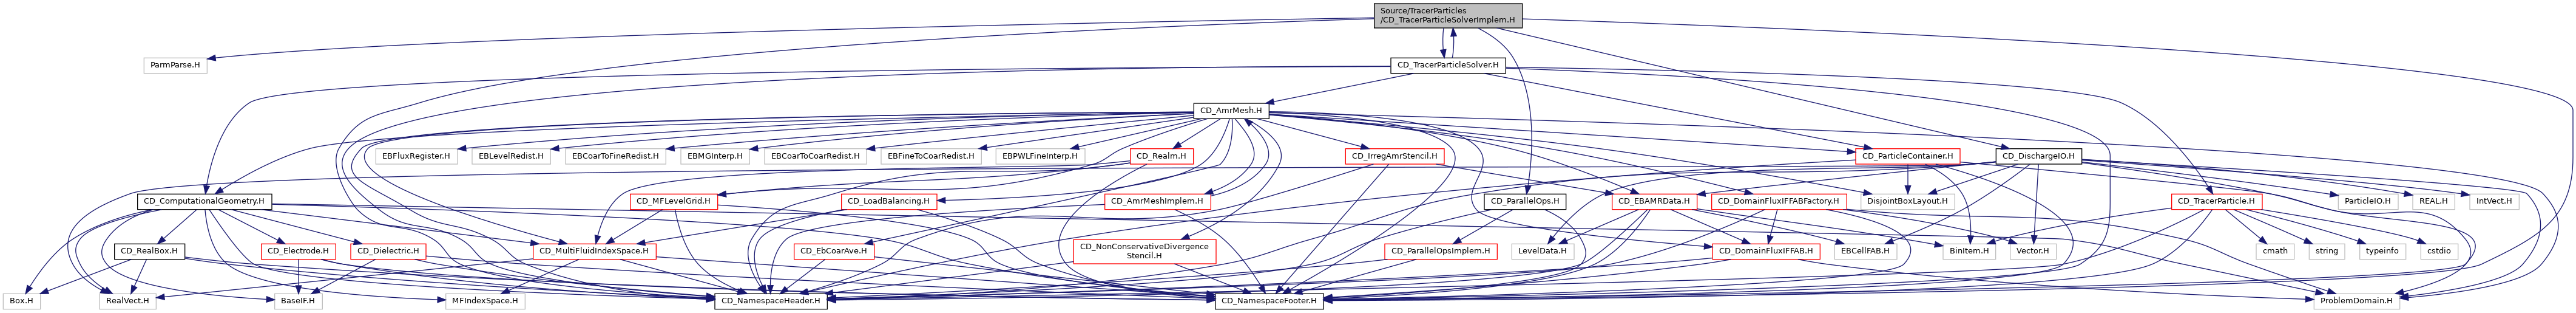 Source/TracerParticles
/CD_TracerParticleSolverImplem.H
ParmParse.H
CD_TracerParticleSolver.H
CD_AmrMesh.H
EBFluxRegister.H
EBLevelRedist.H
EBCoarToFineRedist.H
EBMGInterp.H
EBCoarToCoarRedist.H
EBFineToCoarRedist.H
EBPWLFineInterp.H
CD_Realm.H
CD_IrregAmrStencil.H
CD_ParticleContainer.H
CD_DischargeIO.H
CD_ComputationalGeometry.H
CD_MFLevelGrid.H
CD_LoadBalancing.H
CD_AmrMeshImplem.H
CD_ParallelOps.H
CD_EBAMRData.H
CD_DomainFluxIFFABFactory.H
DisjointBoxLayout.H
CD_TracerParticle.H
ParticleIO.H
REAL.H
IntVect.H
CD_RealBox.H
CD_Electrode.H
CD_Dielectric.H
CD_MultiFluidIndexSpace.H
CD_EbCoarAve.H
CD_NonConservativeDivergence
Stencil.H
CD_ParallelOpsImplem.H
LevelData.H
CD_DomainFluxIFFAB.H
EBCellFAB.H
BinItem.H
Vector.H
cmath
string
typeinfo
cstdio
Box.H
RealVect.H
BaseIF.H
MFIndexSpace.H
CD_NamespaceHeader.H
CD_NamespaceFooter.H
ProblemDomain.H